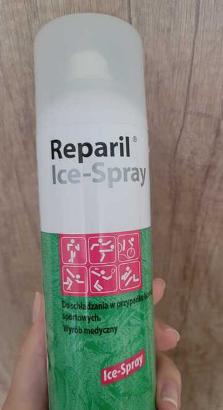 Reparil®
Ice-Spray
Do schładzania w przypadku
sportowych.
Wyrób medyczny
Ice-Spray